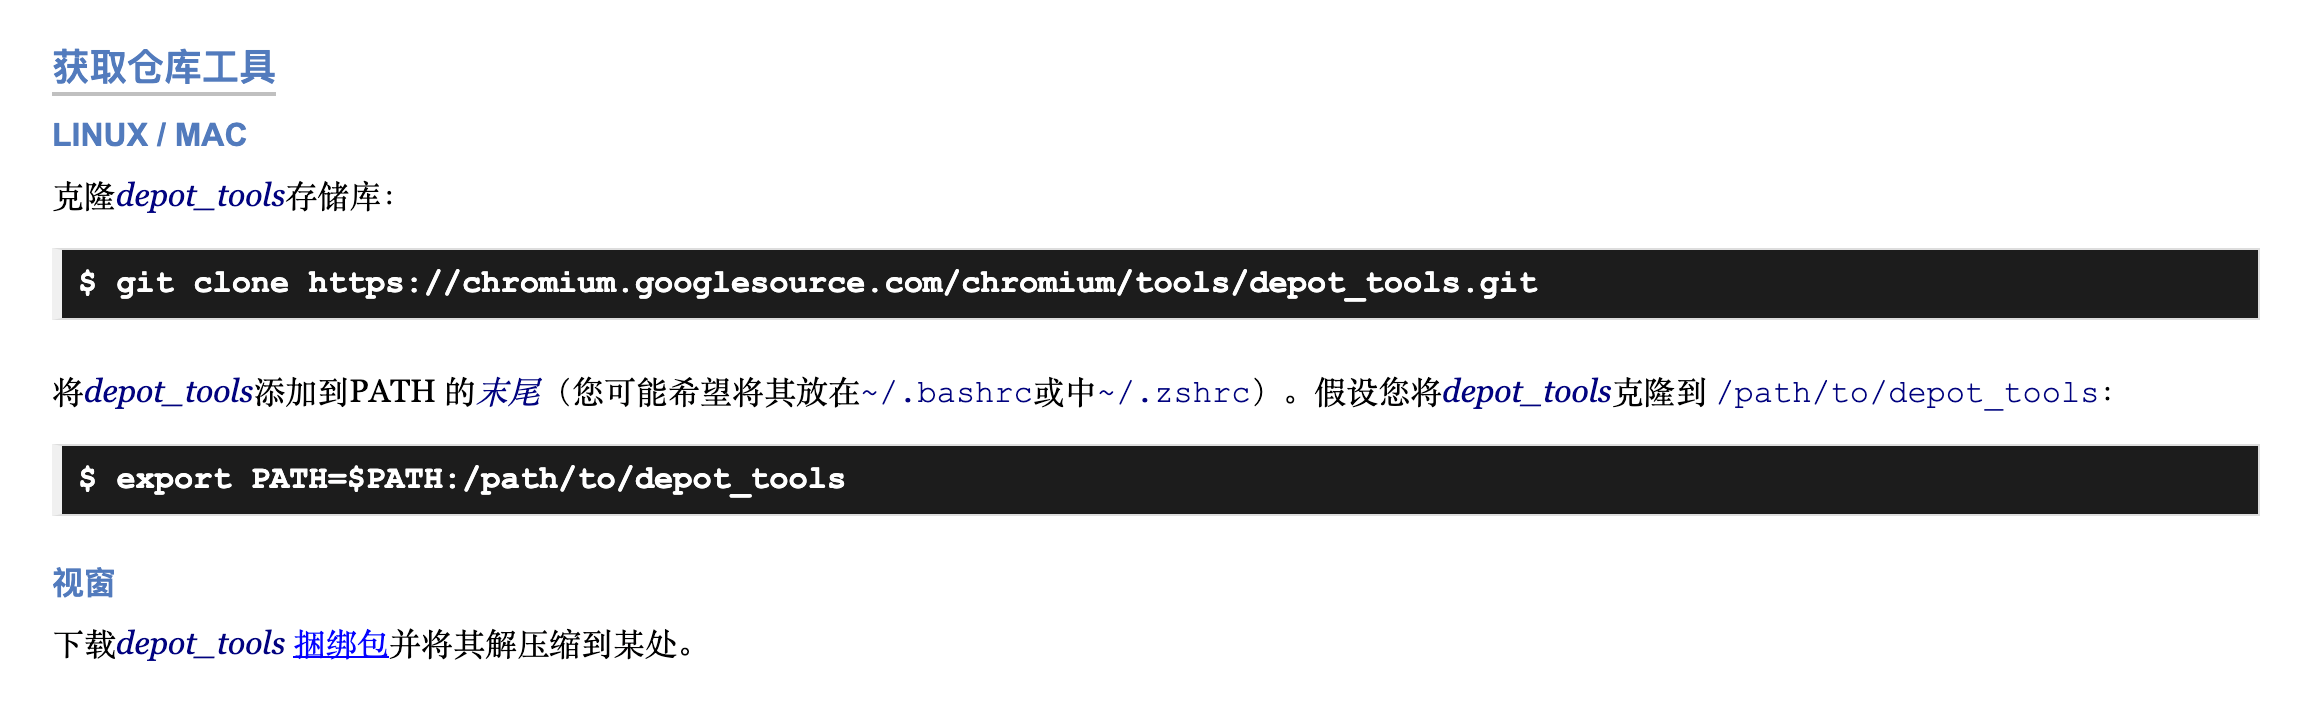 获取仓库工具
LINUX / MAC
克隆depot_tools存储库：
$ git clone https://chromium.googlesource.com/chromium/tools/depot_tools.git
将depot_tools添加到PATH 的末尾（您可能希望将其放在~/.bashrc或中~/.zshrc）。假设您将depot_tools克隆到 /path/to/depot_tools：
$ export PATH=$PATH:/path/to/depot_tools
视窗
下载depot_tools 捆绑包并将其解压缩到某处。